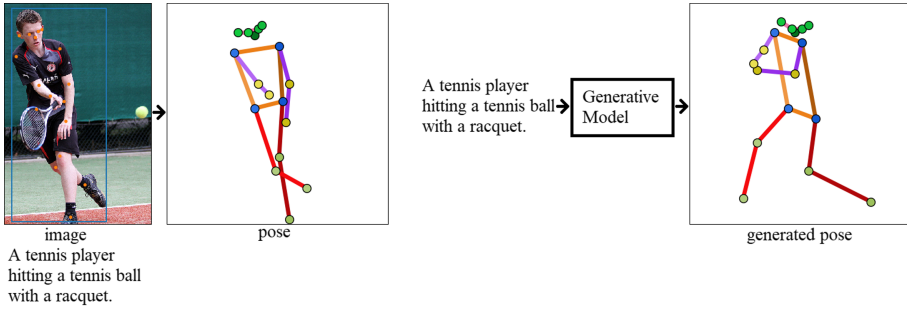 image
A tennis player
hitting a tennis ball
with a racquet.
pose
A tennis player
hitting a tennis ball
with a racquet.
Generative
Model
generated pose